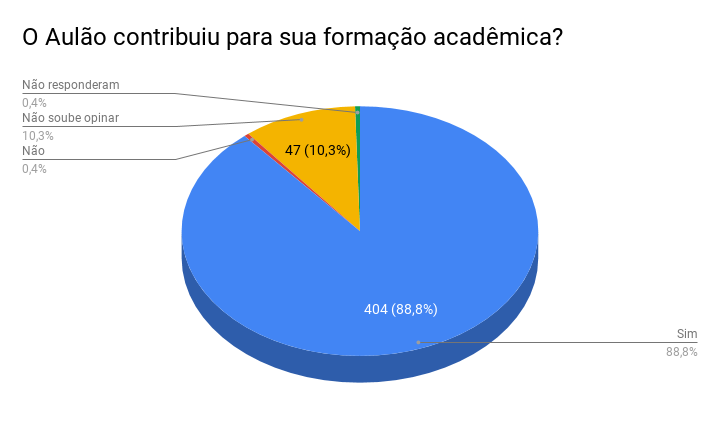 O Aulão contribuiu para sua formação acadêmica?
Não responderam
0,4%
Não soube opinar
10,3%
Não
0,4%
47 (10,3%)
404 (88,8%)
Sim
88,8%